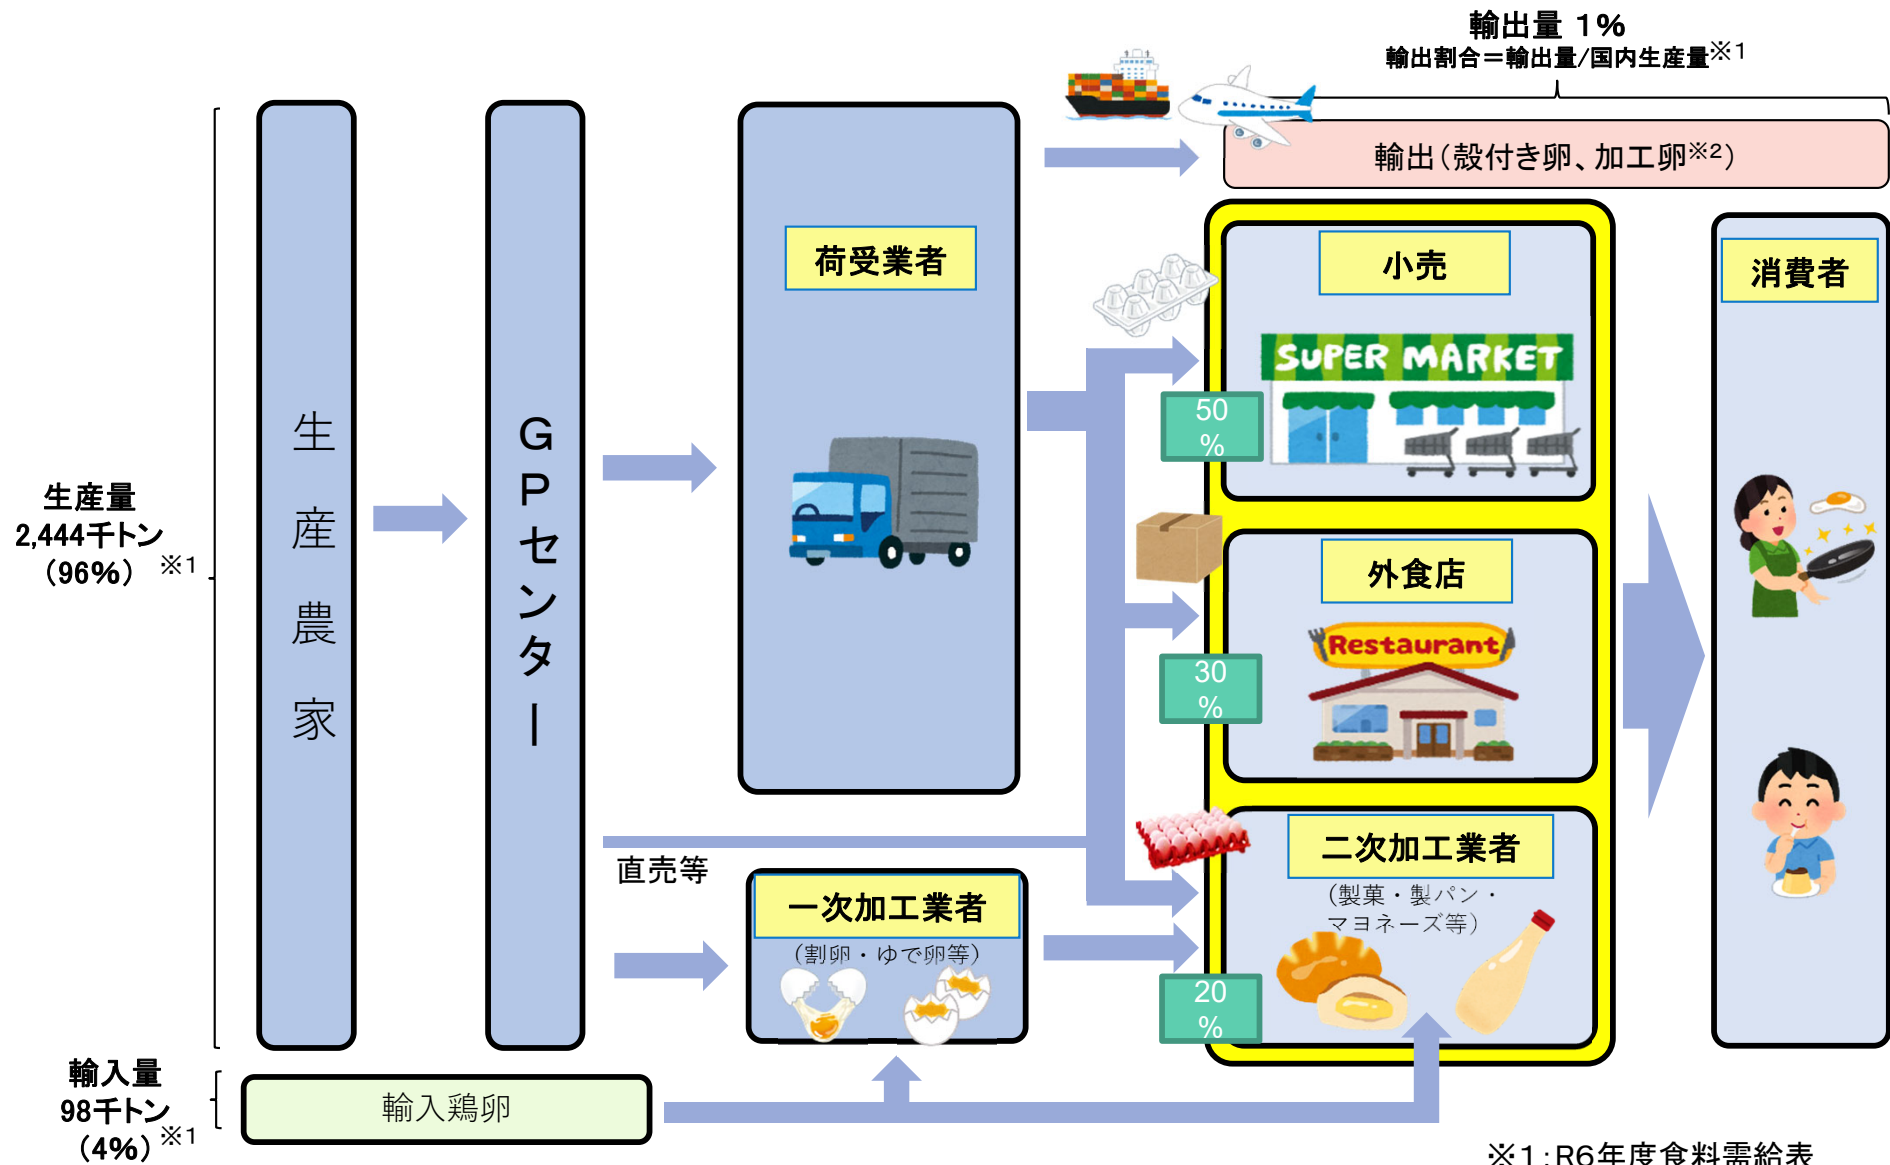 輸出量 1%
輸出割合＝輸出量/国内生産量※1
輸出（殻付き卵、加工卵※2）
生産量
2,444千トン
（96%）※1
生産農家
GPセンター
荷受業者
小売
SUPER MARKET
50
%
外食店
Restaurant
30
%
二次加工業者
（製菓・製パン・
マヨネーズ等）
20
%
消費者
直売等
一次加工業者
（割卵・ゆで卵等）
輸入量
98千トン
（4%）※1
輸入鶏卵
※1：R6年度食料需給表